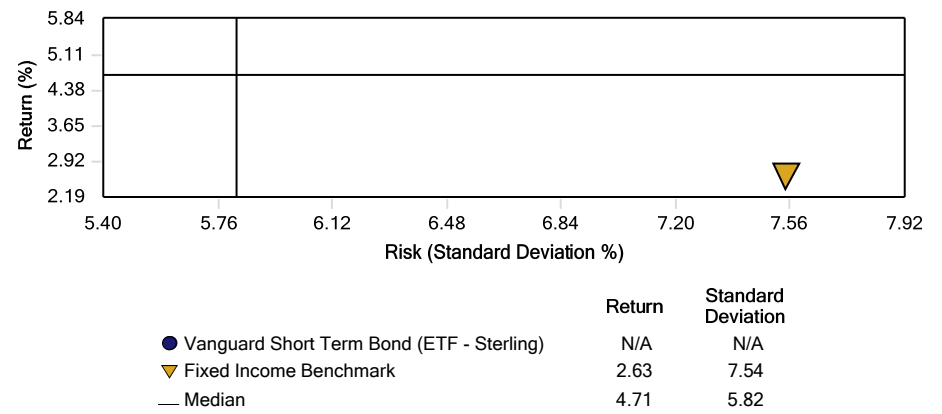 5.84
5.11
4.38
3.65
2.92
2.19
Return (%)
5.40 5.76 6.12 6.48 6.84 7.20 7.56 7.92
Risk (Standard Deviation %)
Return Standard Deviation
Vanguard Short Term Bond (ETF - Sterling) N/A N/A
Fixed Income Benchmark 2.63 7.54
Median 4.71 5.82